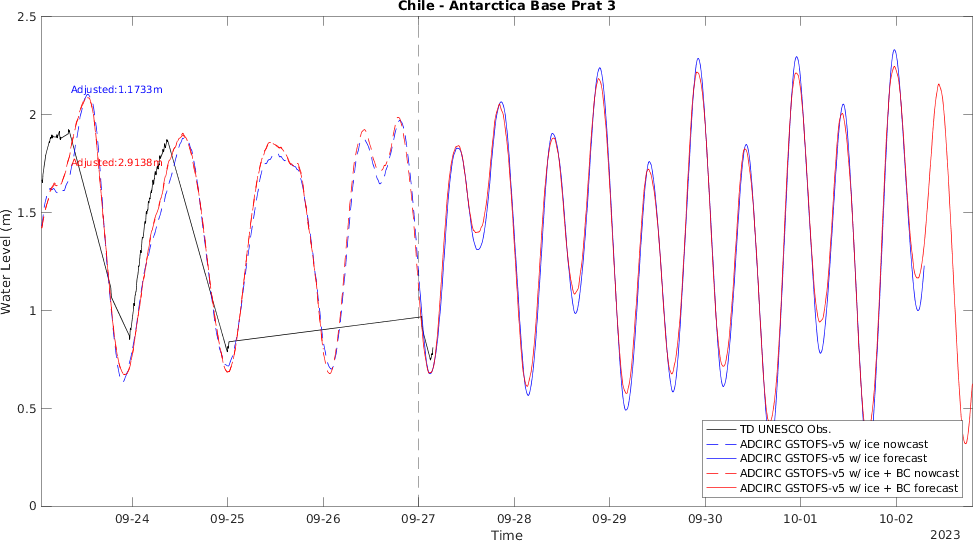 Chile - Antarctica Base Prat 3
2.5
2
1.5
1
0.5
0
Water Level (m)
Adjusted:1.1733m
Adjusted:2.9138m
TD UNESCO Obs.
ADCIRC GSTOFS-v5 w/ ice nowcast
ADCIRC GSTOFS-v5 w/ ice forecast
ADCIRC GSTOFS-v5 w/ ice + BC nowcast
ADCIRC GSTOFS-v5 w/ ice + BC forecast
09-24 09-25 09-26 09-27 09-28 09-29 09-30 10-01 10-02
Time
2023